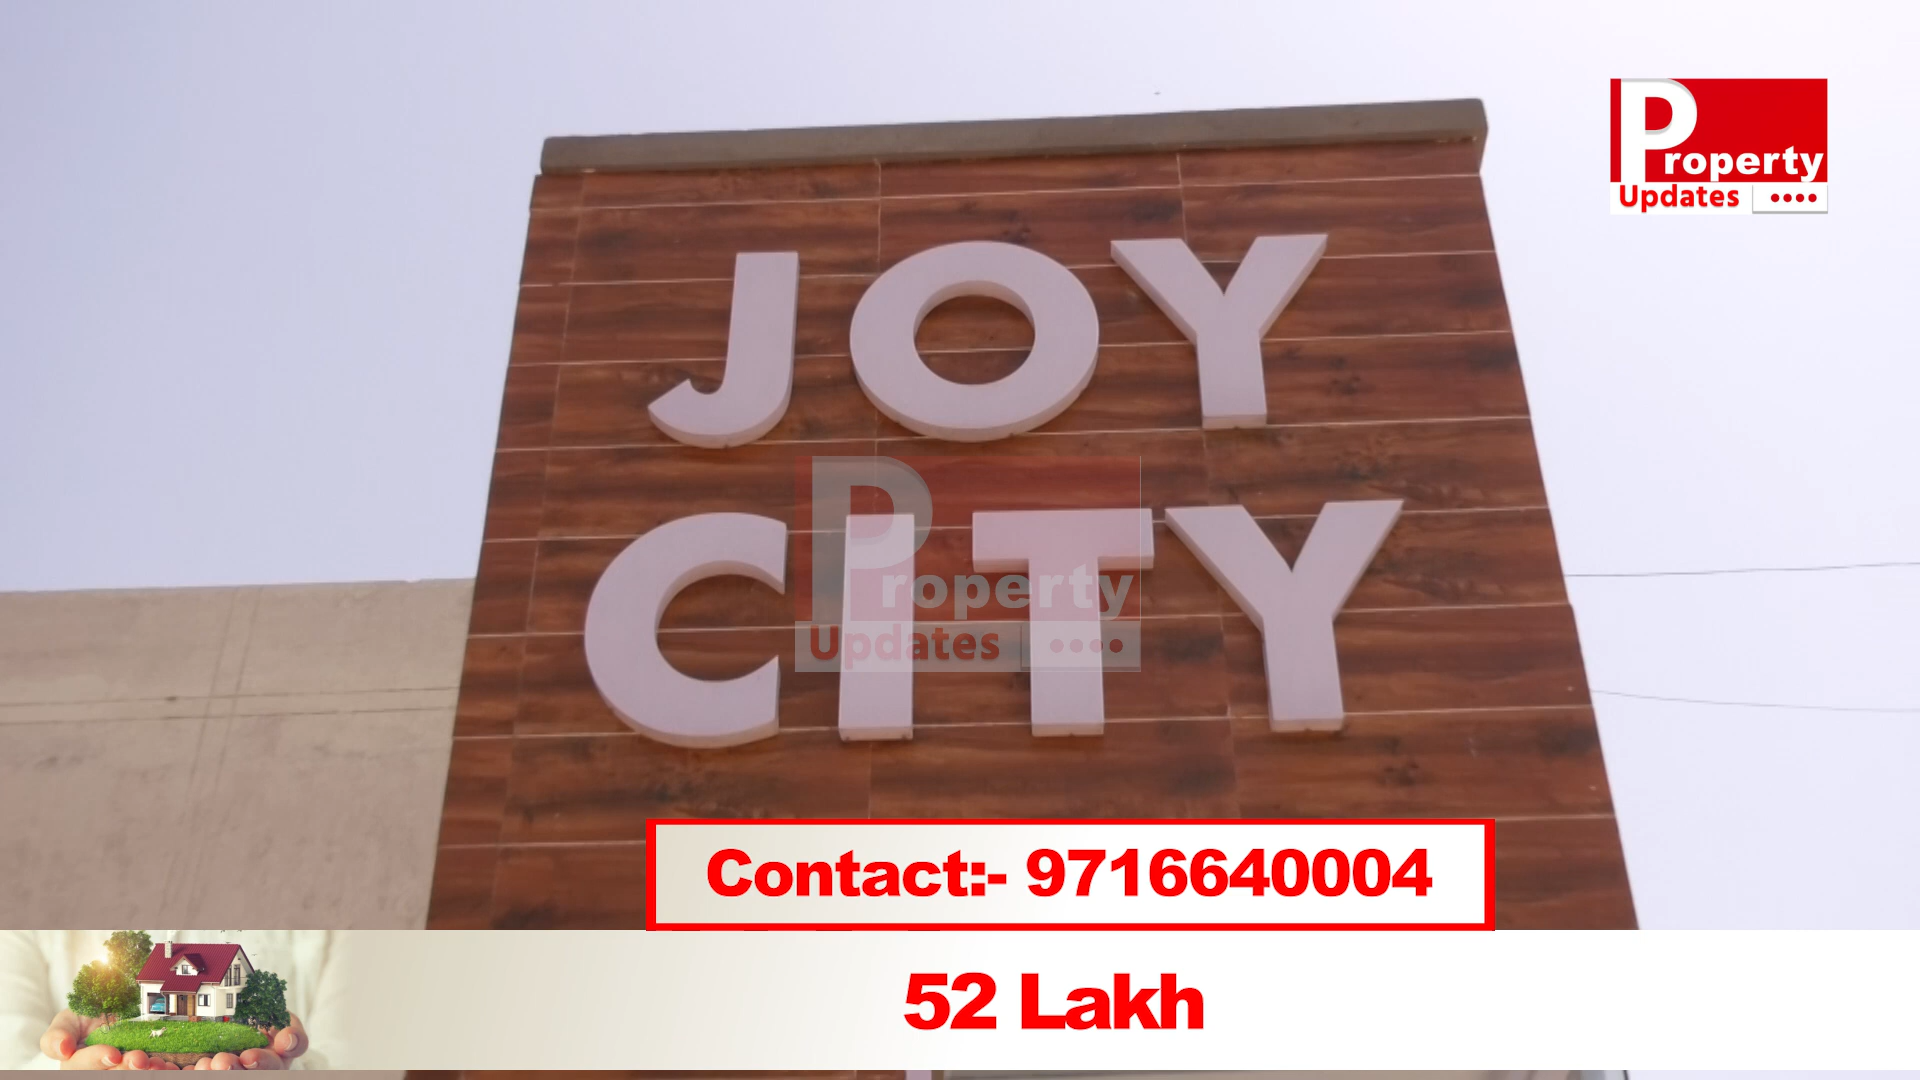 Property
Updates
JOY
CITY
Property
Updates
Contact:- 9716640004
52 Lakh